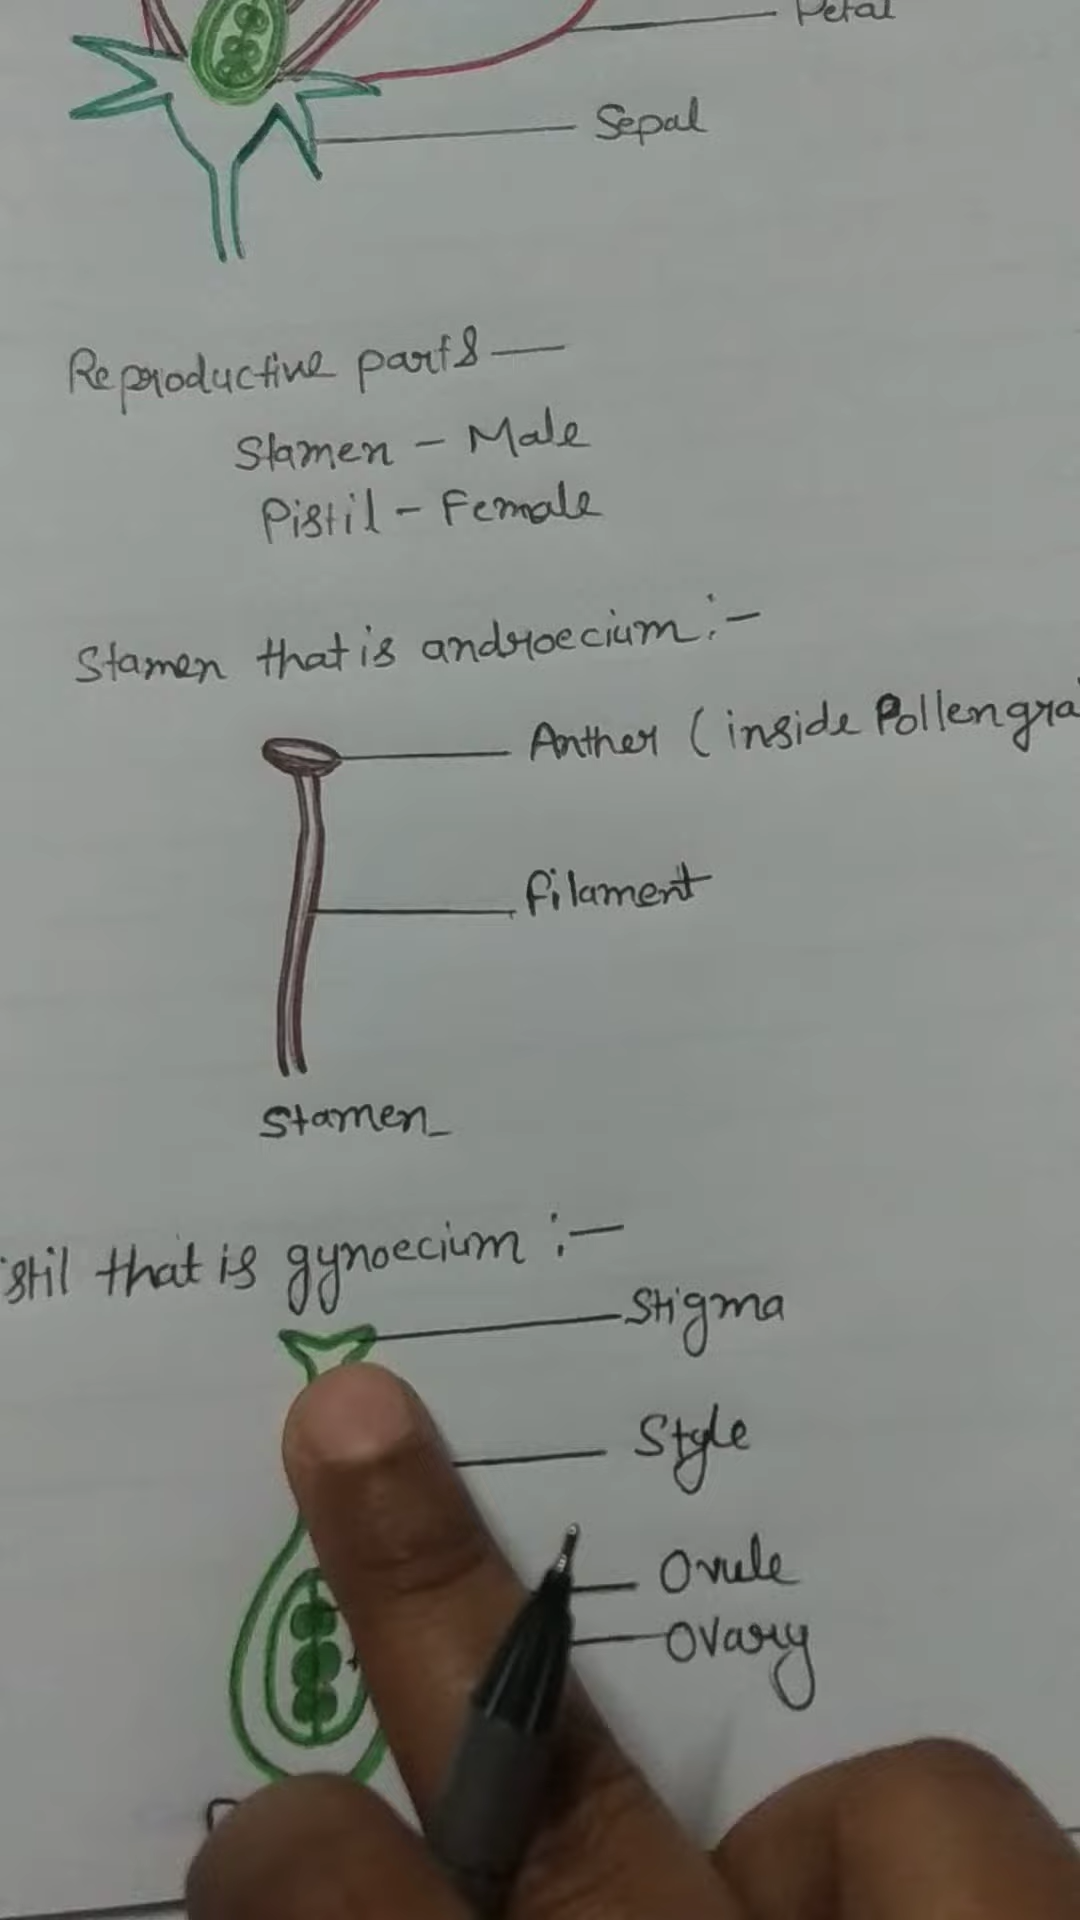 Petal
Sepal
Reproductive parts —
Stamen - Male
Pistil - Female
Stamen that is androecium :-
Anther (inside Pollengra
filament
Stamen
stil that is gynoecium :-
Stigma
Style
Ovule
Ovary